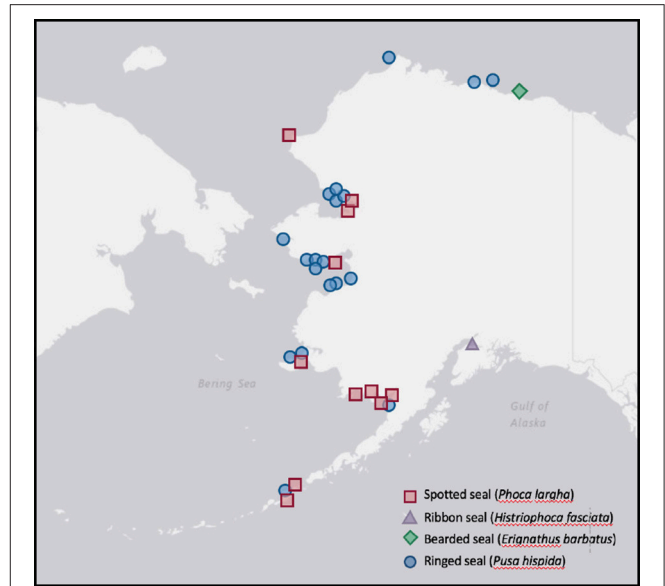 Bering Sea
Gulf of
Alaska
Spotted seal (Phoca largha)
Ribbon seal (Histriophoca fasciata)
Bearded seal (Erignathus barbatus)
Ringed seal (Pusa hispida)